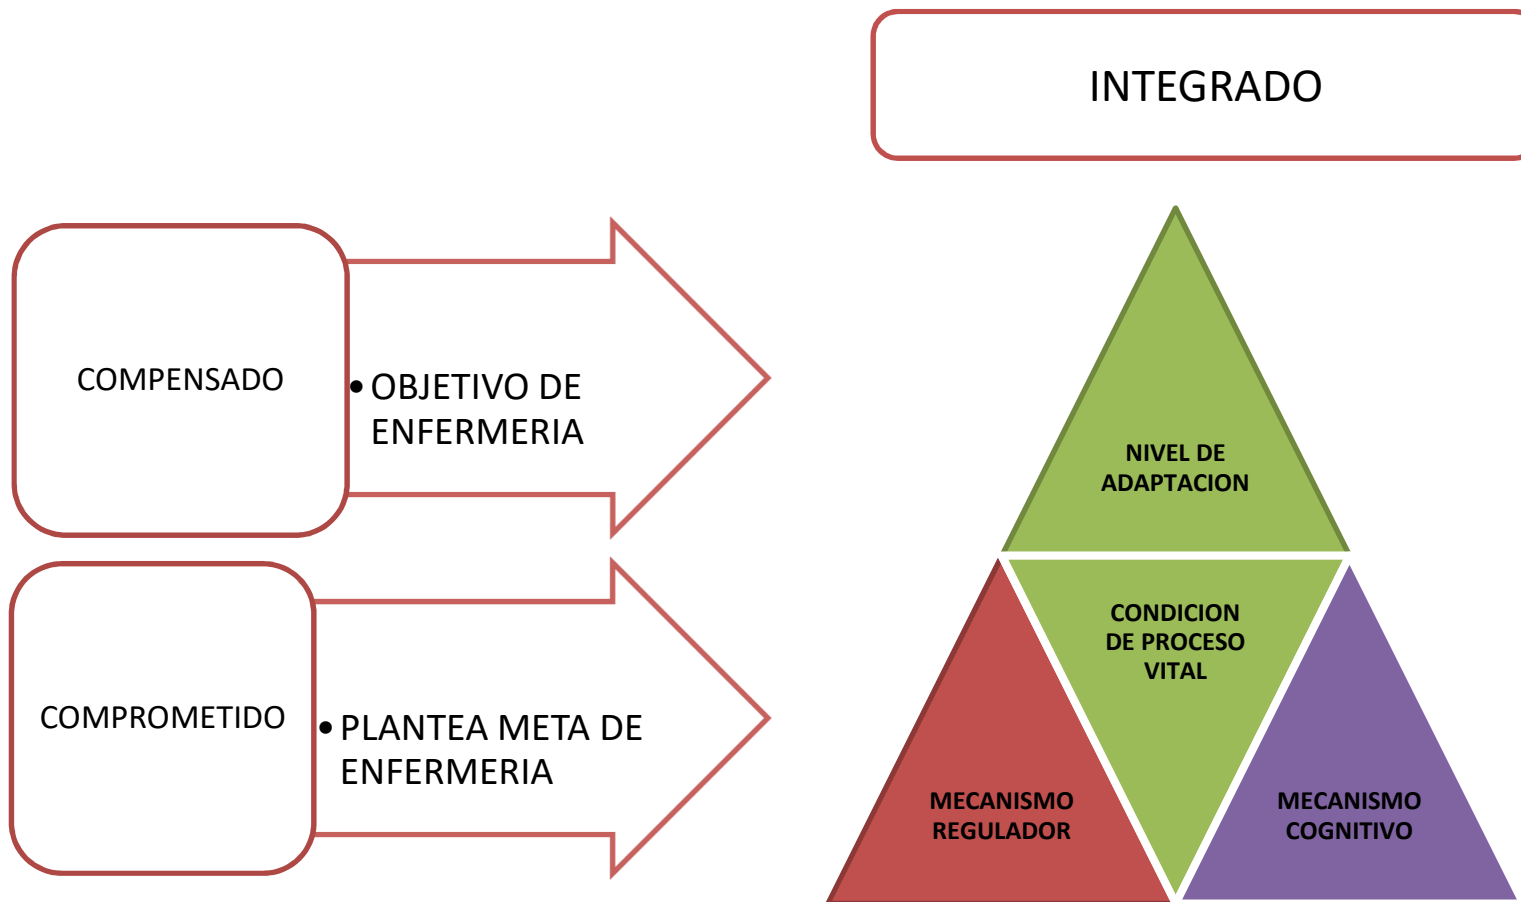 INTEGRADO
COMPENSADO
• OBJETIVO DE
ENFERMERIA
COMPROMETIDO
• PLANTEA META DE
ENFERMERIA
NIVEL DE
ADAPTACION
CONDICION
DE PROCESO
VITAL
MECANISMO
REGULADOR
MECANISMO
COGNITIVO